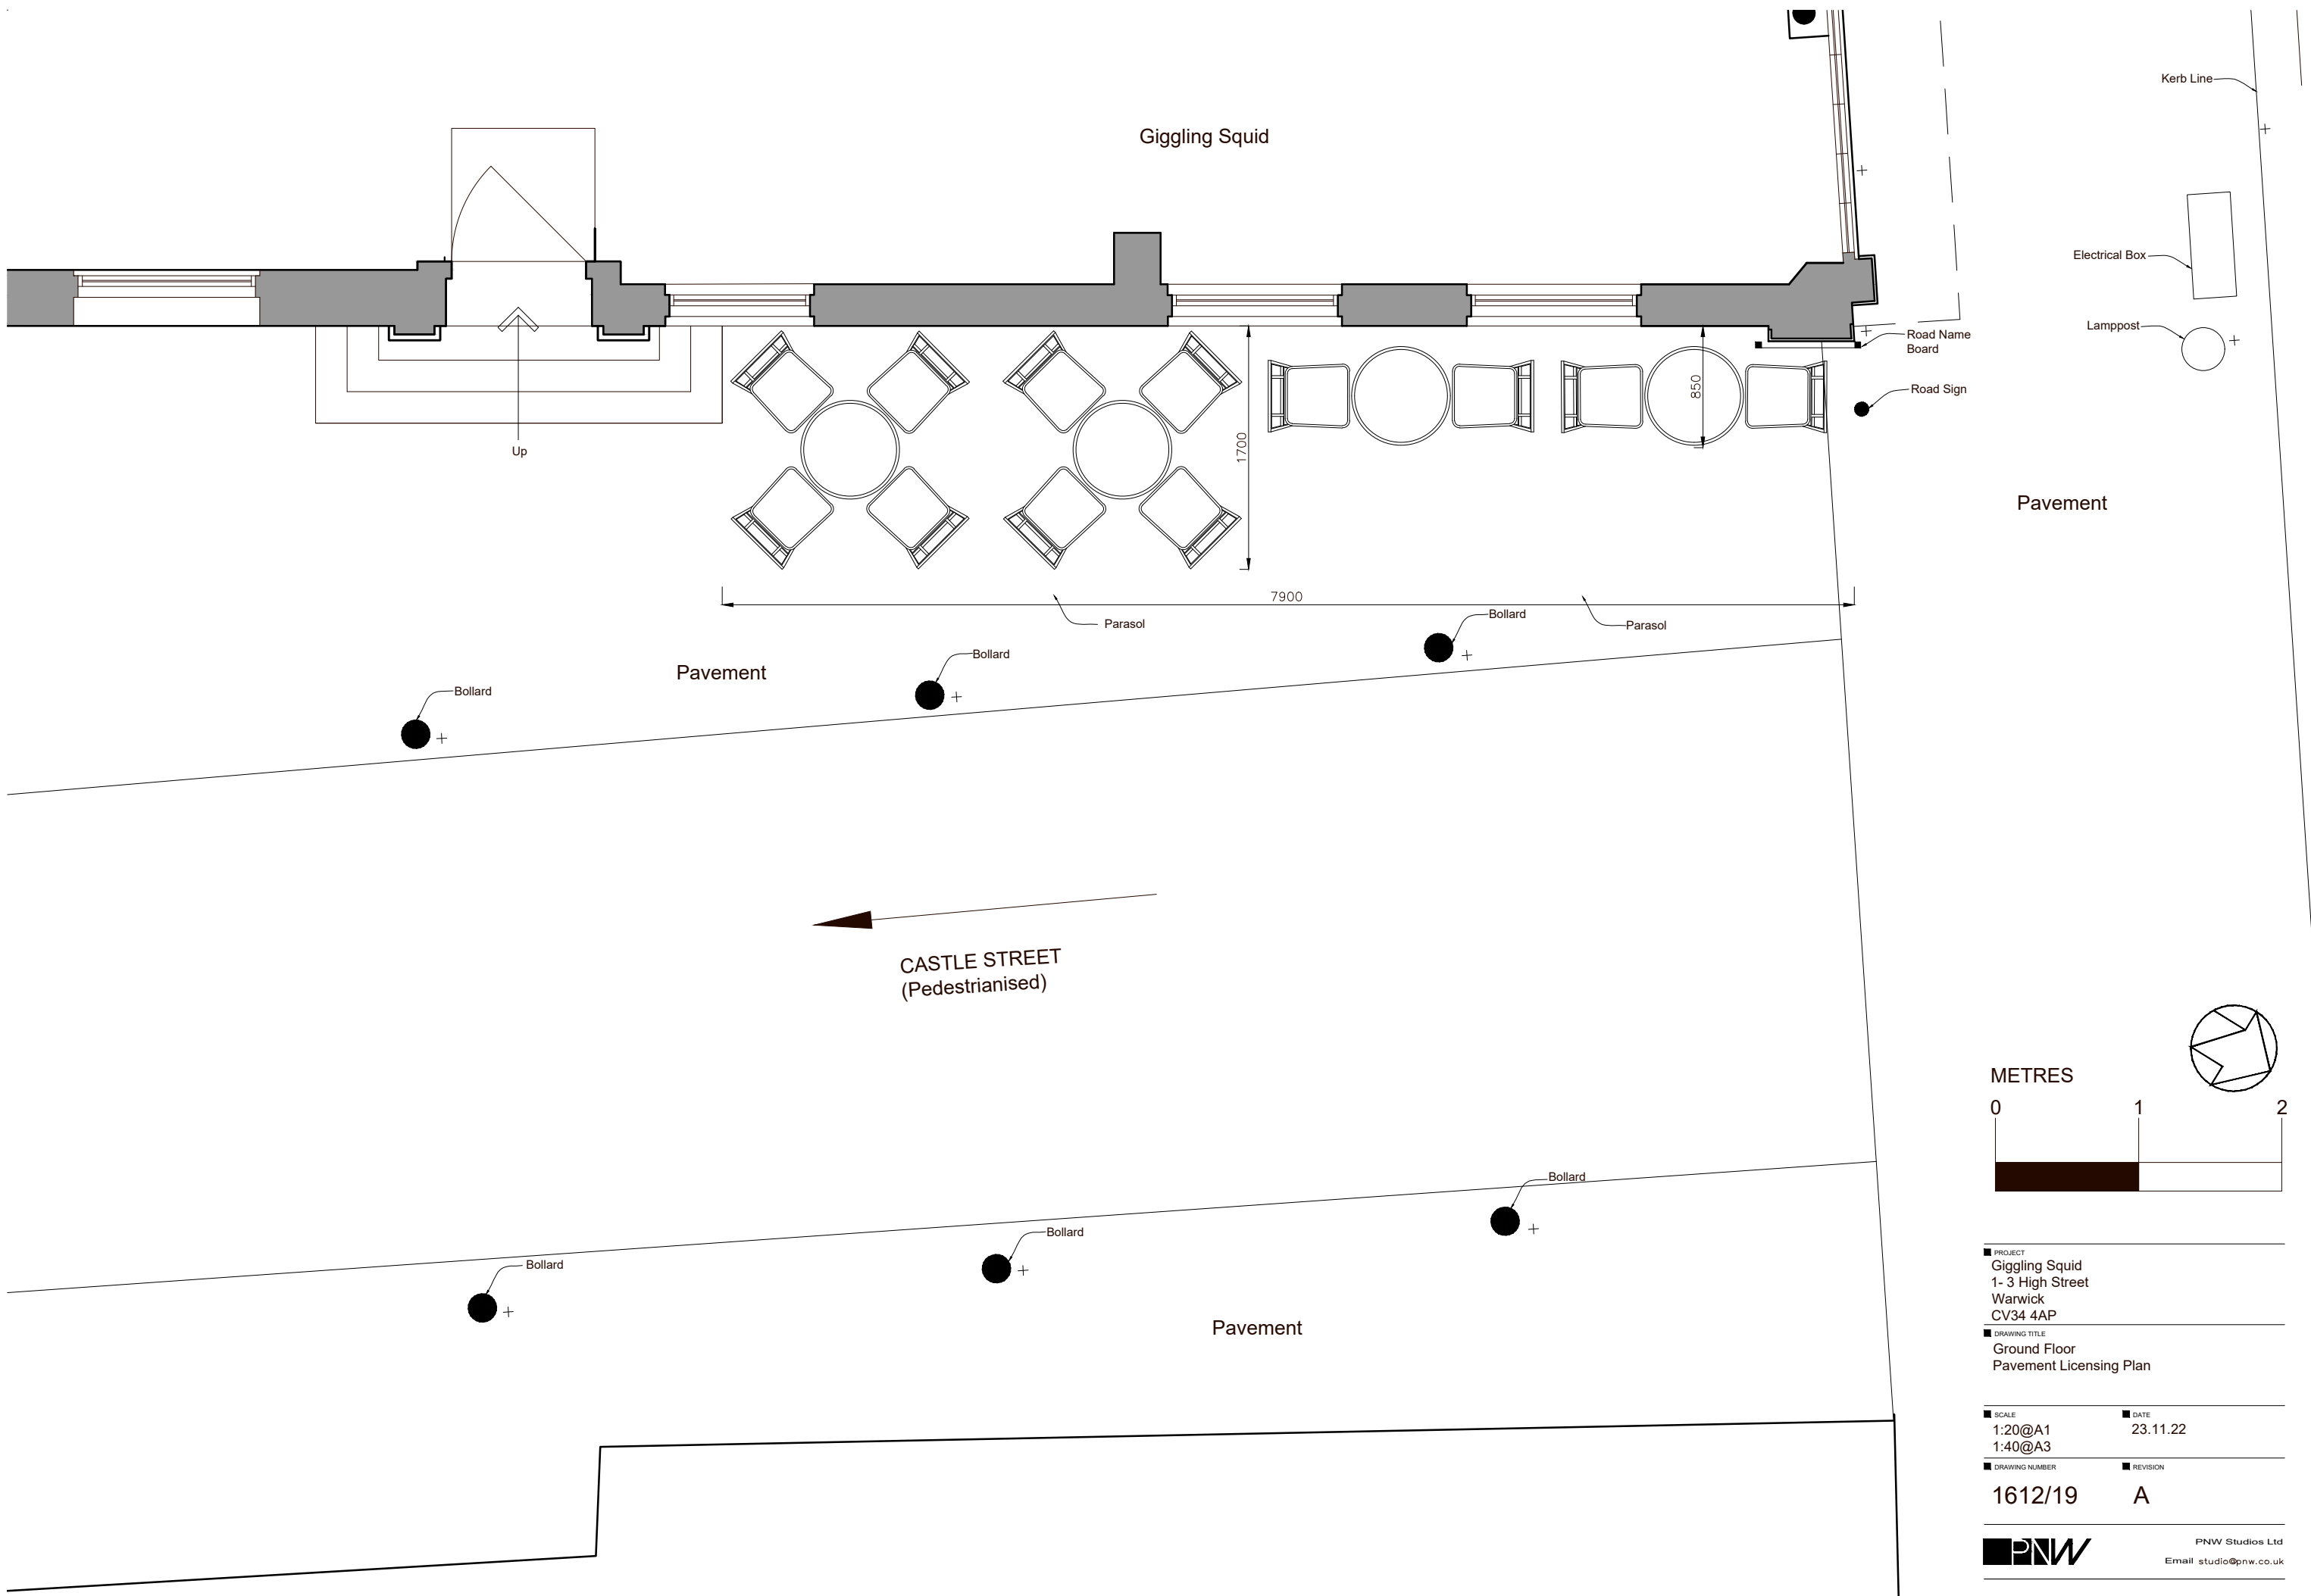 Giggling Squid
Kerb Line
Electrical Box
Lamppost
Road Name
Board
Road Sign
Up
1700
850
Pavement
7900
Parasol
Parasol
Bollard
Bollard
Bollard
Pavement
CASTLE STREET
(Pedestrianised)
Bollard
Bollard
Bollard
Pavement
METRES
0 1 2
PROJECT
Giggling Squid
1- 3 High Street
Warwick
CV34 4AP
DRAWING TITLE
Ground Floor
Pavement Licensing Plan
SCALE DATE
1:20@A1 23.11.22
1:40@A3
DRAWING NUMBER REVISION
1612/19 A
PNW PNW Studios Ltd
Email studio@pnw.co.uk